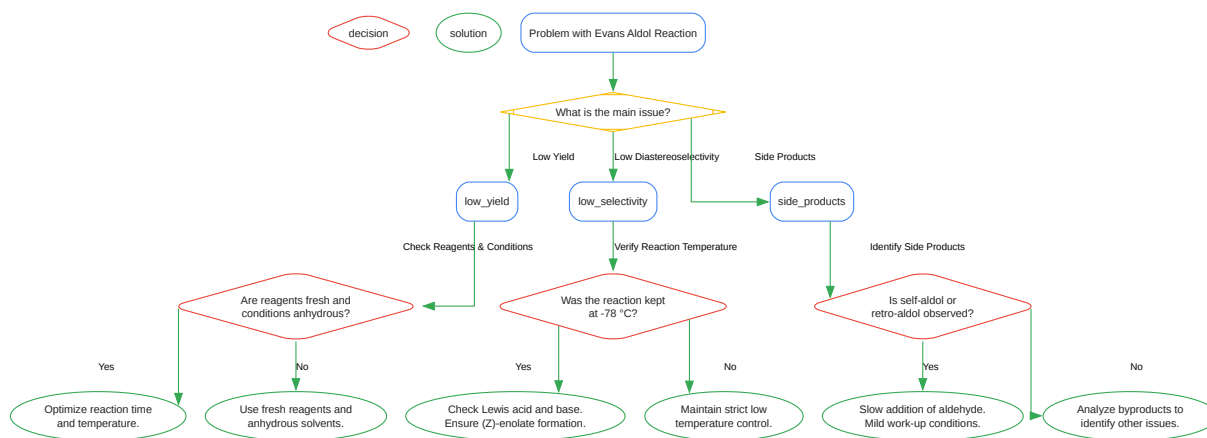 decision
solution
Problem with Evans Aldol Reaction
What is the main issue?
Low Yield
Low Diastereoselectivity
Side Products
low_yield
low_selectivity
side_products
Check Reagents & Conditions
Verify Reaction Temperature
Identify Side Products
Are reagents fresh and
conditions anhydrous?
Was the reaction kept
at -78 °C?
Is self-aldol or
retro-aldol observed?
Yes
No
Yes
No
Yes
No
Optimize reaction time
and temperature.
Use fresh reagents and
anhydrous solvents.
Check Lewis acid and base.
Ensure (Z)-enolate formation.
Maintain strict low
temperature control.
Slow addition of aldehyde.
Mild work-up conditions.
Analyze byproducts to
identify other issues.